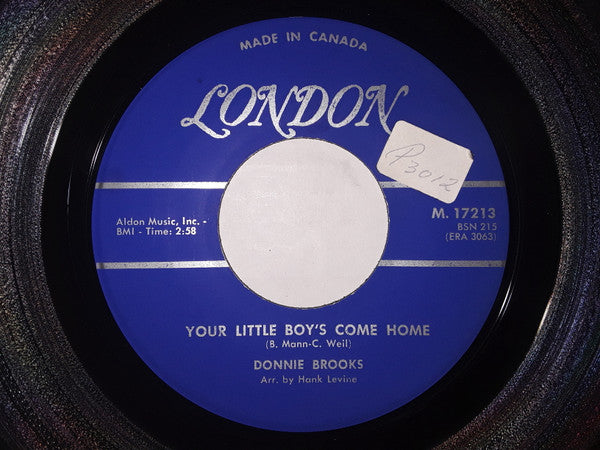 MADE IN CANADA
LONDON
P3012
Aldon Music, Inc. -
BMI - Time: 2:58
M. 17213
BSN 215
(ERA 3063)
YOUR LITTLE BOY'S COME HOME
(B. Mann-C. Weil)
DONNIE BROOKS
Arr. by Hank Levine